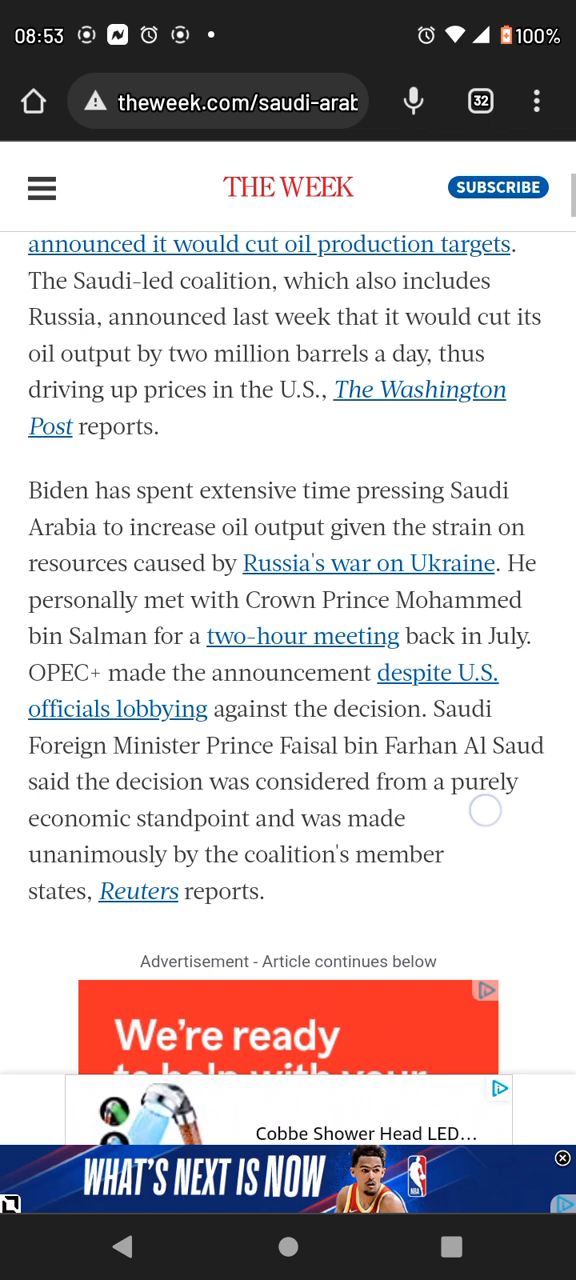 08:53
100%
theweek.com/saudi-arab
32
THE WEEK
SUBSCRIBE
announced it would cut oil production targets.
The Saudi-led coalition, which also includes
Russia, announced last week that it would cut its
oil output by two million barrels a day, thus
driving up prices in the U.S., The Washington
Post reports.
Biden has spent extensive time pressing Saudi
Arabia to increase oil output given the strain on
resources caused by Russia's war on Ukraine. He
personally met with Crown Prince Mohammed
bin Salman for a two-hour meeting back in July.
OPEC+ made the announcement despite U.S.
officials lobbying against the decision. Saudi
Foreign Minister Prince Faisal bin Farhan Al Saud
said the decision was considered from a purely
economic standpoint and was made
unanimously by the coalition's member
states, Reuters reports.
Advertisement - Article continues below
We're ready
to help with your
Cobbe Shower Head LED...
WHAT'S NEXT IS NOW
NBA